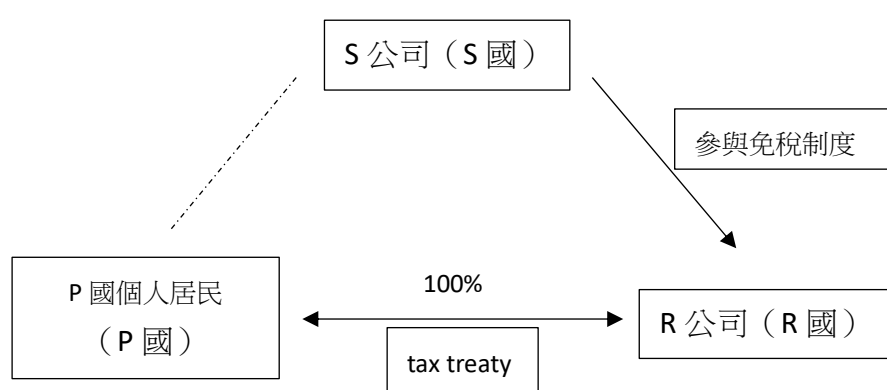 S 公司（S 國）
參與免稅制度
P 國個人居民
（P 國）
100%
R 公司（R 國）
tax treaty